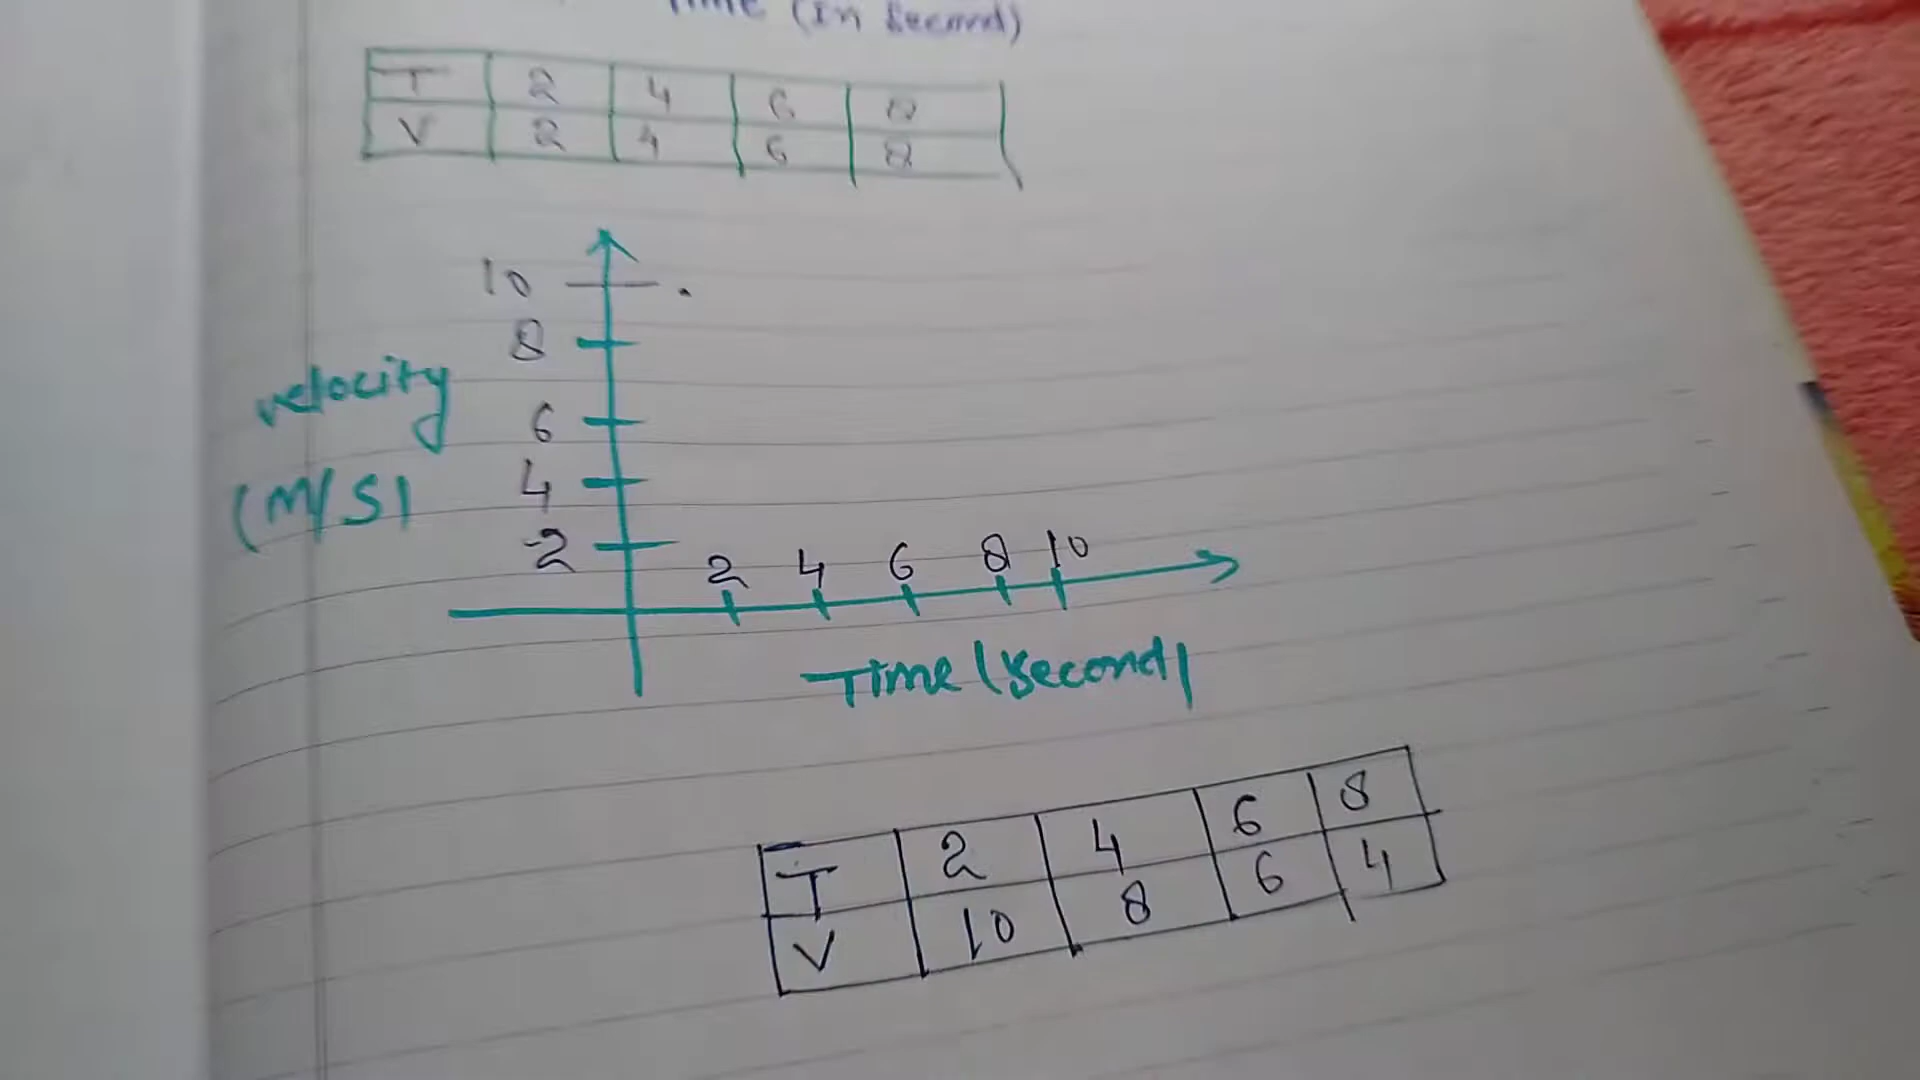 Time (In Second)
T 2 4 6 8
V 2 4 6 8
10
8
velocity
6
(M/S)
4
2
2 4 6 8 10
Time (second)
T 2 4 6 8
V 10 8 6 4